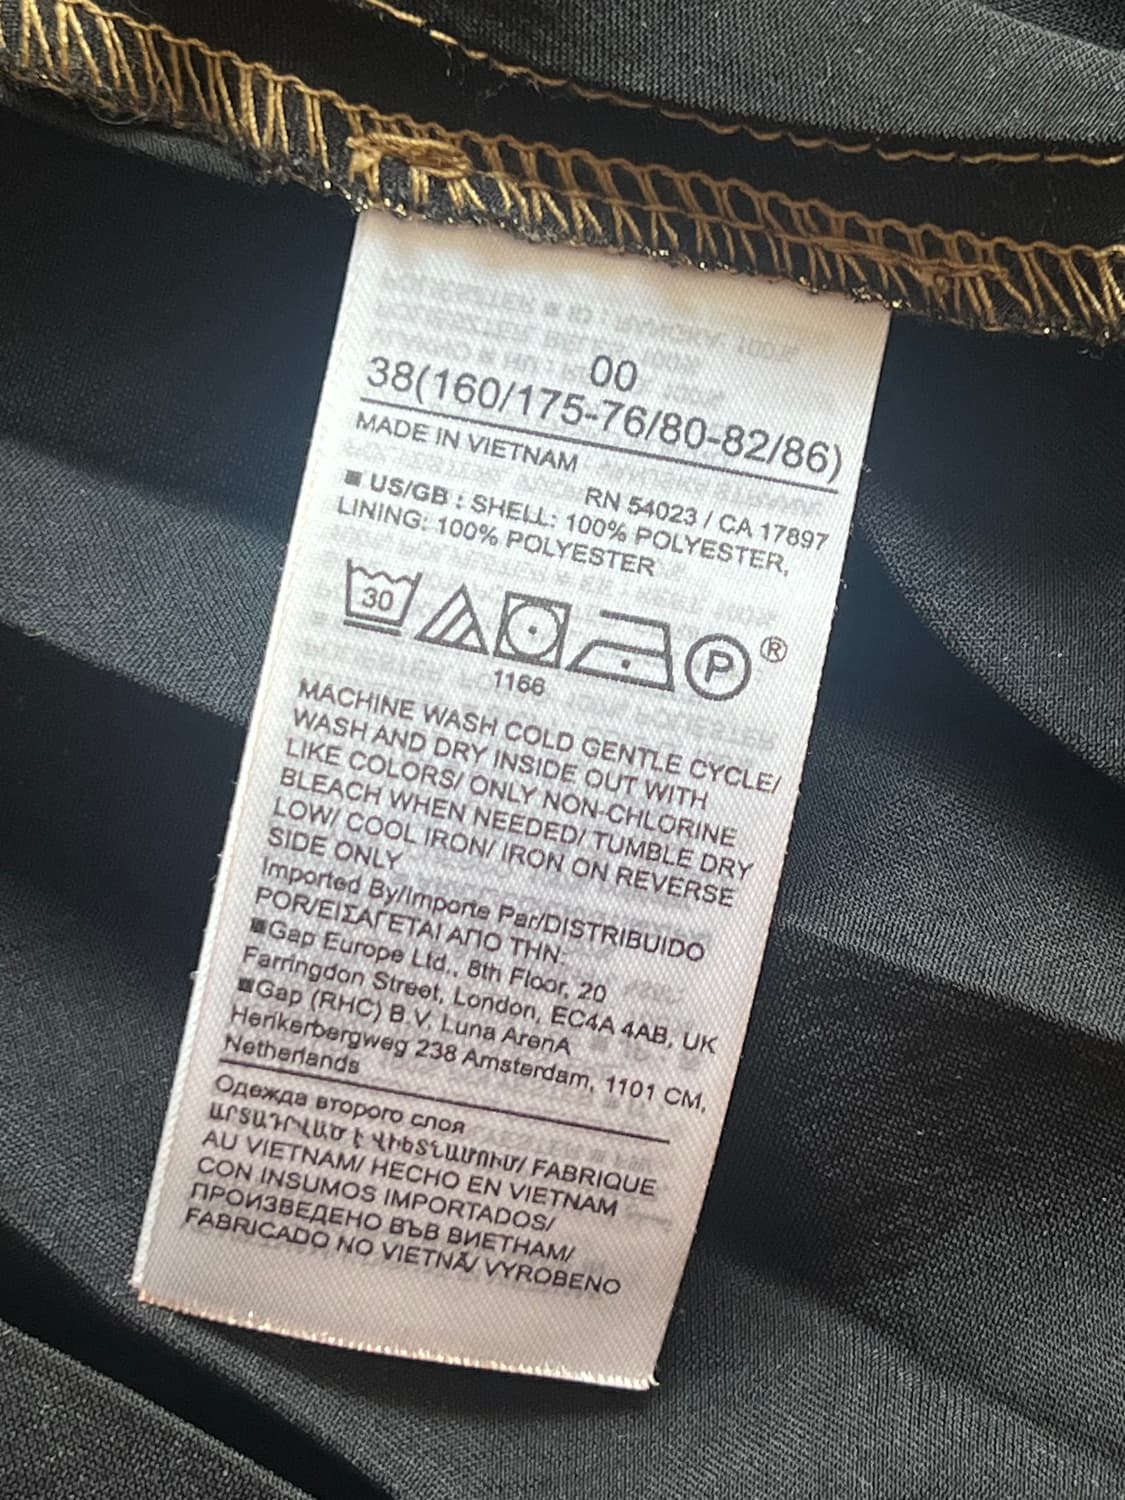 00
38(160/175-76/80-82/86)
MADE IN VIETNAM
RN 54023 / CA 17897
■ US/GB : SHELL: 100% POLYESTER,
LINING: 100% POLYESTER
30
P
®
1166
MACHINE WASH COLD GENTLE CYCLE/
WASH AND DRY INSIDE OUT WITH
LIKE COLORS/ ONLY NON-CHLORINE
BLEACH WHEN NEEDED/ TUMBLE DRY
LOW/ COOL IRON/ IRON ON REVERSE
SIDE ONLY
Imported By/Importe Par/DISTRIBUIDO
POR/ΕΙΣΑΓΕΤΑΙ ΑΠΟ ΤΗΝ:
■Gap Europe Ltd., 8th Floor, 20
Farringdon Street, London, EC4A 4AB, UK
■Gap (RHC) B.V. Luna ArenA
Herikerbergweg 238 Amsterdam, 1101 CM,
Netherlands
Одежда второго слоя
ԱՐՏԱԴՐՎԱԾ Է ՎԻԵՏՆԱՄՈՒՄ/ FABRIQUE
AU VIETNAM/ HECHO EN VIETNAM
CON INSUMOS IMPORTADOS/
ПРОИЗВЕДЕНО ВЪВ ВИЕТНАМ/
FABRICADO NO VIETNÃ/ VYROBENO